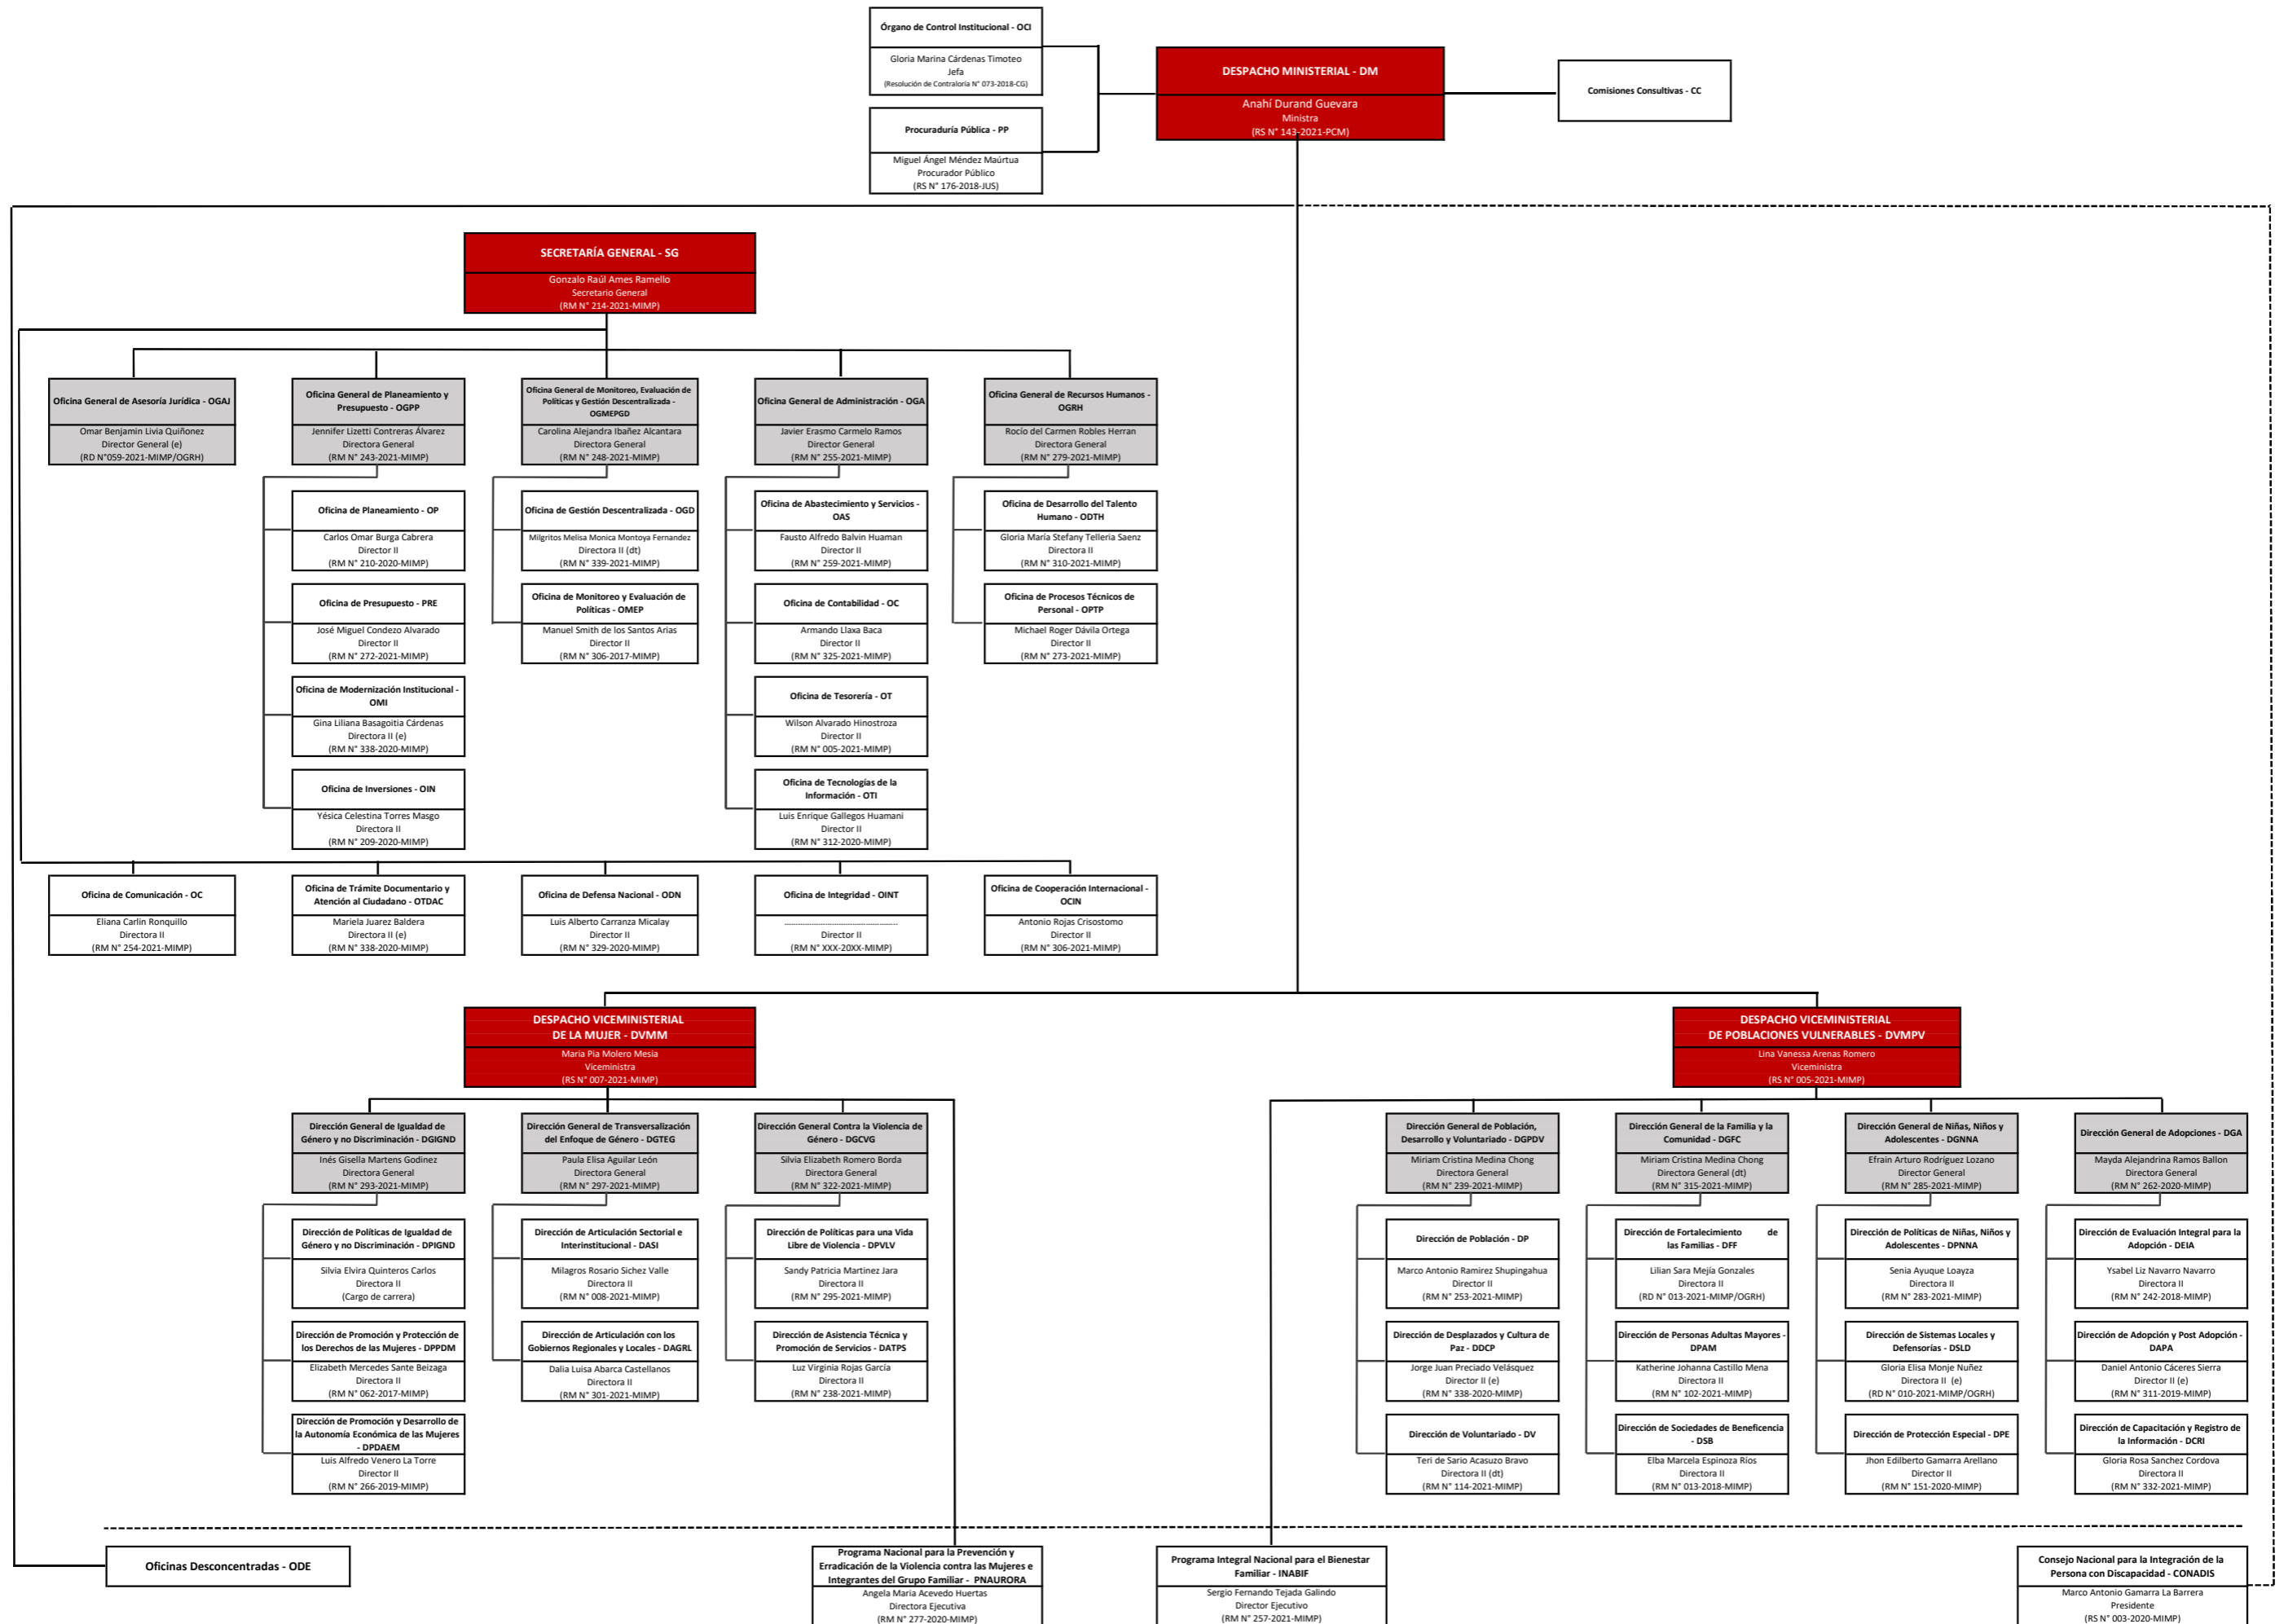 Órgano de Control Institucional - OCI
Gloria Marina Cárdenas Timoteo
Jefa
(Resolución de Contraloría N° 073-2018-CG)
DESPACHO MINISTERIAL - DM
Anahí Durand Guevara
Ministra
(RS N° 143-2021-PCM)
Comisiones Consultivas - CC
Procuraduría Pública - PP
Miguel Ángel Méndez Maúrtua
Procurador Público
(RS N° 176-2018-JUS)
SECRETARÍA GENERAL - SG
Gonzalo Raúl Ames Ramello
Secretario General
(RM N° 214-2021-MIMP)
Oficina General de Asesoría Jurídica - OGAJ
Omar Benjamin Livia Quiñonez
Director General (e)
(RD N°059-2021-MIMP/OGRH)
Oficina General de Planeamiento y
Presupuesto - OGPP
Jennifer Lizetti Contreras Álvarez
Directora General
(RM N° 243-2021-MIMP)
Oficina General de Monitoreo, Evaluación de
Políticas y Gestión Descentralizada -
OGMEPGD
Carolina Alejandra Ibañez Alcantara
Directora General
(RM N° 248-2021-MIMP)
Oficina General de Administración - OGA
Javier Erasmo Carmelo Ramos
Director General
(RM N° 255-2021-MIMP)
Oficina General de Recursos Humanos -
OGRH
Rocío del Carmen Robles Herran
Directora General
(RM N° 279-2021-MIMP)
Oficina de Planeamiento - OP
Carlos Omar Burga Cabrera
Director II
(RM N° 210-2020-MIMP)
Oficina de Gestión Descentralizada - OGD
Milgritos Melisa Monica Montoya Fernandez
Directora II (dt)
(RM N° 339-2021-MIMP)
Oficina de Abastecimiento y Servicios -
OAS
Fausto Alfredo Balvin Huaman
Director II
(RM N° 259-2021-MIMP)
Oficina de Desarrollo del Talento
Humano - ODTH
Gloria María Stefany Telleria Saenz
Directora II
(RM N° 310-2021-MIMP)
Oficina de Presupuesto - PRE
José Miguel Condezo Alvarado
Director II
(RM N° 272-2021-MIMP)
Oficina de Monitoreo y Evaluación de
Políticas - OMEP
Manuel Smith de los Santos Arias
Director II
(RM N° 306-2017-MIMP)
Oficina de Contabilidad - OC
Armando Llaxa Baca
Director II
(RM N° 325-2021-MIMP)
Oficina de Procesos Técnicos de
Personal - OPTP
Michael Roger Dávila Ortega
Director II
(RM N° 273-2021-MIMP)
Oficina de Modernización Institucional -
OMI
Gina Liliana Basagoitia Cárdenas
Directora II (e)
(RM N° 338-2020-MIMP)
Oficina de Tesorería - OT
Wilson Alvarado Hinostroza
Director II
(RM N° 005-2021-MIMP)
Oficina de Inversiones - OIN
Yésica Celestina Torres Masgo
Directora II
(RM N° 209-2020-MIMP)
Oficina de Tecnologías de la
Información - OTI
Luis Enrique Gallegos Huamani
Director II
(RM N° 312-2020-MIMP)
Oficina de Comunicación - OC
Eliana Carlin Ronquillo
Directora II
(RM N° 254-2021-MIMP)
Oficina de Trámite Documentario y
Atención al Ciudadano - OTDAC
Mariela Juarez Baldera
Directora II (e)
(RM N° 338-2020-MIMP)
Oficina de Defensa Nacional - ODN
Luis Alberto Carranza Micalay
Director II
(RM N° 329-2020-MIMP)
Oficina de Integridad - OINT
.............................................
Director II
(RM N° XXX-20XX-MIMP)
Oficina de Cooperación Internacional -
OCIN
Antonio Rojas Crisostomo
Director II
(RM N° 306-2021-MIMP)
DESPACHO VICEMINISTERIAL
DE LA MUJER - DVMM
Maria Pia Molero Mesia
Viceministra
(RS N° 007-2021-MIMP)
DESPACHO VICEMINISTERIAL
DE POBLACIONES VULNERABLES - DVMPV
Lina Vanessa Arenas Romero
Viceministra
(RS N° 005-2021-MIMP)
Dirección General de Igualdad de
Género y no Discriminación - DGIGND
Inés Gisella Martens Godinez
Directora General
(RM N° 293-2021-MIMP)
Dirección General de Transversalización
del Enfoque de Género - DGTEG
Paula Elisa Aguilar León
Directora General
(RM N° 297-2021-MIMP)
Dirección General Contra la Violencia de
Género - DGCVG
Silvia Elizabeth Romero Borda
Directora General
(RM N° 322-2021-MIMP)
Dirección General de Población,
Desarrollo y Voluntariado - DGPDV
Miriam Cristina Medina Chong
Directora General
(RM N° 239-2021-MIMP)
Dirección General de la Familia y la
Comunidad - DGFC
Miriam Cristina Medina Chong
Directora General (dt)
(RM N° 315-2021-MIMP)
Dirección General de Niñas, Niños y
Adolescentes - DGNNA
Efrain Arturo Rodríguez Lozano
Director General
(RM N° 285-2021-MIMP)
Dirección General de Adopciones - DGA
Mayda Alejandrina Ramos Ballon
Directora General
(RM N° 262-2020-MIMP)
Dirección de Políticas de Igualdad de
Género y no Discriminación - DPIGND
Silvia Elvira Quinteros Carlos
Directora II
(Cargo de carrera)
Dirección de Articulación Sectorial e
Interinstitucional - DASI
Milagros Rosario Sichez Valle
Directora II
(RM N° 008-2021-MIMP)
Dirección de Políticas para una Vida
Libre de Violencia - DPVLV
Sandy Patricia Martinez Jara
Directora II
(RM N° 295-2021-MIMP)
Dirección de Población - DP
Marco Antonio Ramirez Shupingahua
Director II
(RM N° 253-2021-MIMP)
Dirección de Fortalecimiento de
las Familias - DFF
Lilian Sara Mejía Gonzales
Directora II
(RD N° 013-2021-MIMP/OGRH)
Dirección de Políticas de Niñas, Niños y
Adolescentes - DPNNA
Senia Ayuque Loayza
Directora II
(RM N° 283-2021-MIMP)
Dirección de Evaluación Integral para la
Adopción - DEIA
Ysabel Liz Navarro Navarro
Directora II
(RM N° 242-2018-MIMP)
Dirección de Promoción y Protección de
los Derechos de las Mujeres - DPPDM
Elizabeth Mercedes Sante Beizaga
Directora II
(RM N° 062-2017-MIMP)
Dirección de Articulación con los
Gobiernos Regionales y Locales - DAGRL
Dalia Luisa Abarca Castellanos
Directora II
(RM N° 301-2021-MIMP)
Dirección de Asistencia Técnica y
Promoción de Servicios - DATPS
Luz Virginia Rojas García
Directora II
(RM N° 238-2021-MIMP)
Dirección de Desplazados y Cultura de
Paz - DDCP
Jorge Juan Preciado Velásquez
Director II (e)
(RM N° 338-2020-MIMP)
Dirección de Personas Adultas Mayores -
DPAM
Katherine Johanna Castillo Mena
Directora II
(RM N° 102-2021-MIMP)
Dirección de Sistemas Locales y
Defensorías - DSLD
Gloria Elisa Monje Nuñez
Directora II (e)
(RD N° 010-2021-MIMP/OGRH)
Dirección de Adopción y Post Adopción -
DAPA
Daniel Antonio Cáceres Sierra
Director II (e)
(RM N° 311-2019-MIMP)
Dirección de Promoción y Desarrollo de
la Autonomía Económica de las Mujeres
- DPDAEM
Luis Alfredo Venero La Torre
Director II
(RM N° 266-2019-MIMP)
Dirección de Voluntariado - DV
Teri de Sario Acasuzo Bravo
Directora II (dt)
(RM N° 114-2021-MIMP)
Dirección de Sociedades de Beneficencia
- DSB
Elba Marcela Espinoza Ríos
Directora II
(RM N° 013-2018-MIMP)
Dirección de Protección Especial - DPE
Jhon Edilberto Gamarra Arellano
Director II
(RM N° 151-2020-MIMP)
Dirección de Capacitación y Registro de
la Información - DCRI
Gloria Rosa Sanchez Cordova
Directora II
(RM N° 332-2021-MIMP)
Oficinas Desconcentradas - ODE
Programa Nacional para la Prevención y
Erradicación de la Violencia contra las Mujeres e
Integrantes del Grupo Familiar - PNAURORA
Angela Maria Acevedo Huertas
Directora Ejecutiva
(RM N° 277-2020-MIMP)
Programa Integral Nacional para el Bienestar
Familiar - INABIF
Sergio Fernando Tejada Galindo
Director Ejecutivo
(RM N° 257-2021-MIMP)
Consejo Nacional para la Integración de la
Persona con Discapacidad - CONADIS
Marco Antonio Gamarra La Barrera
Presidente
(RS N° 003-2020-MIMP)